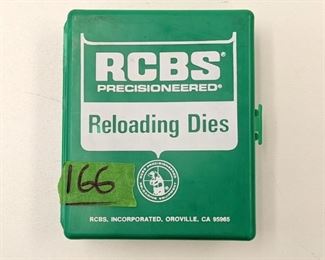 RCBS®
PRECISIONEERED®
Reloading Dies
166
RCBS, INCORPORATED, OROVILLE, CA 95965